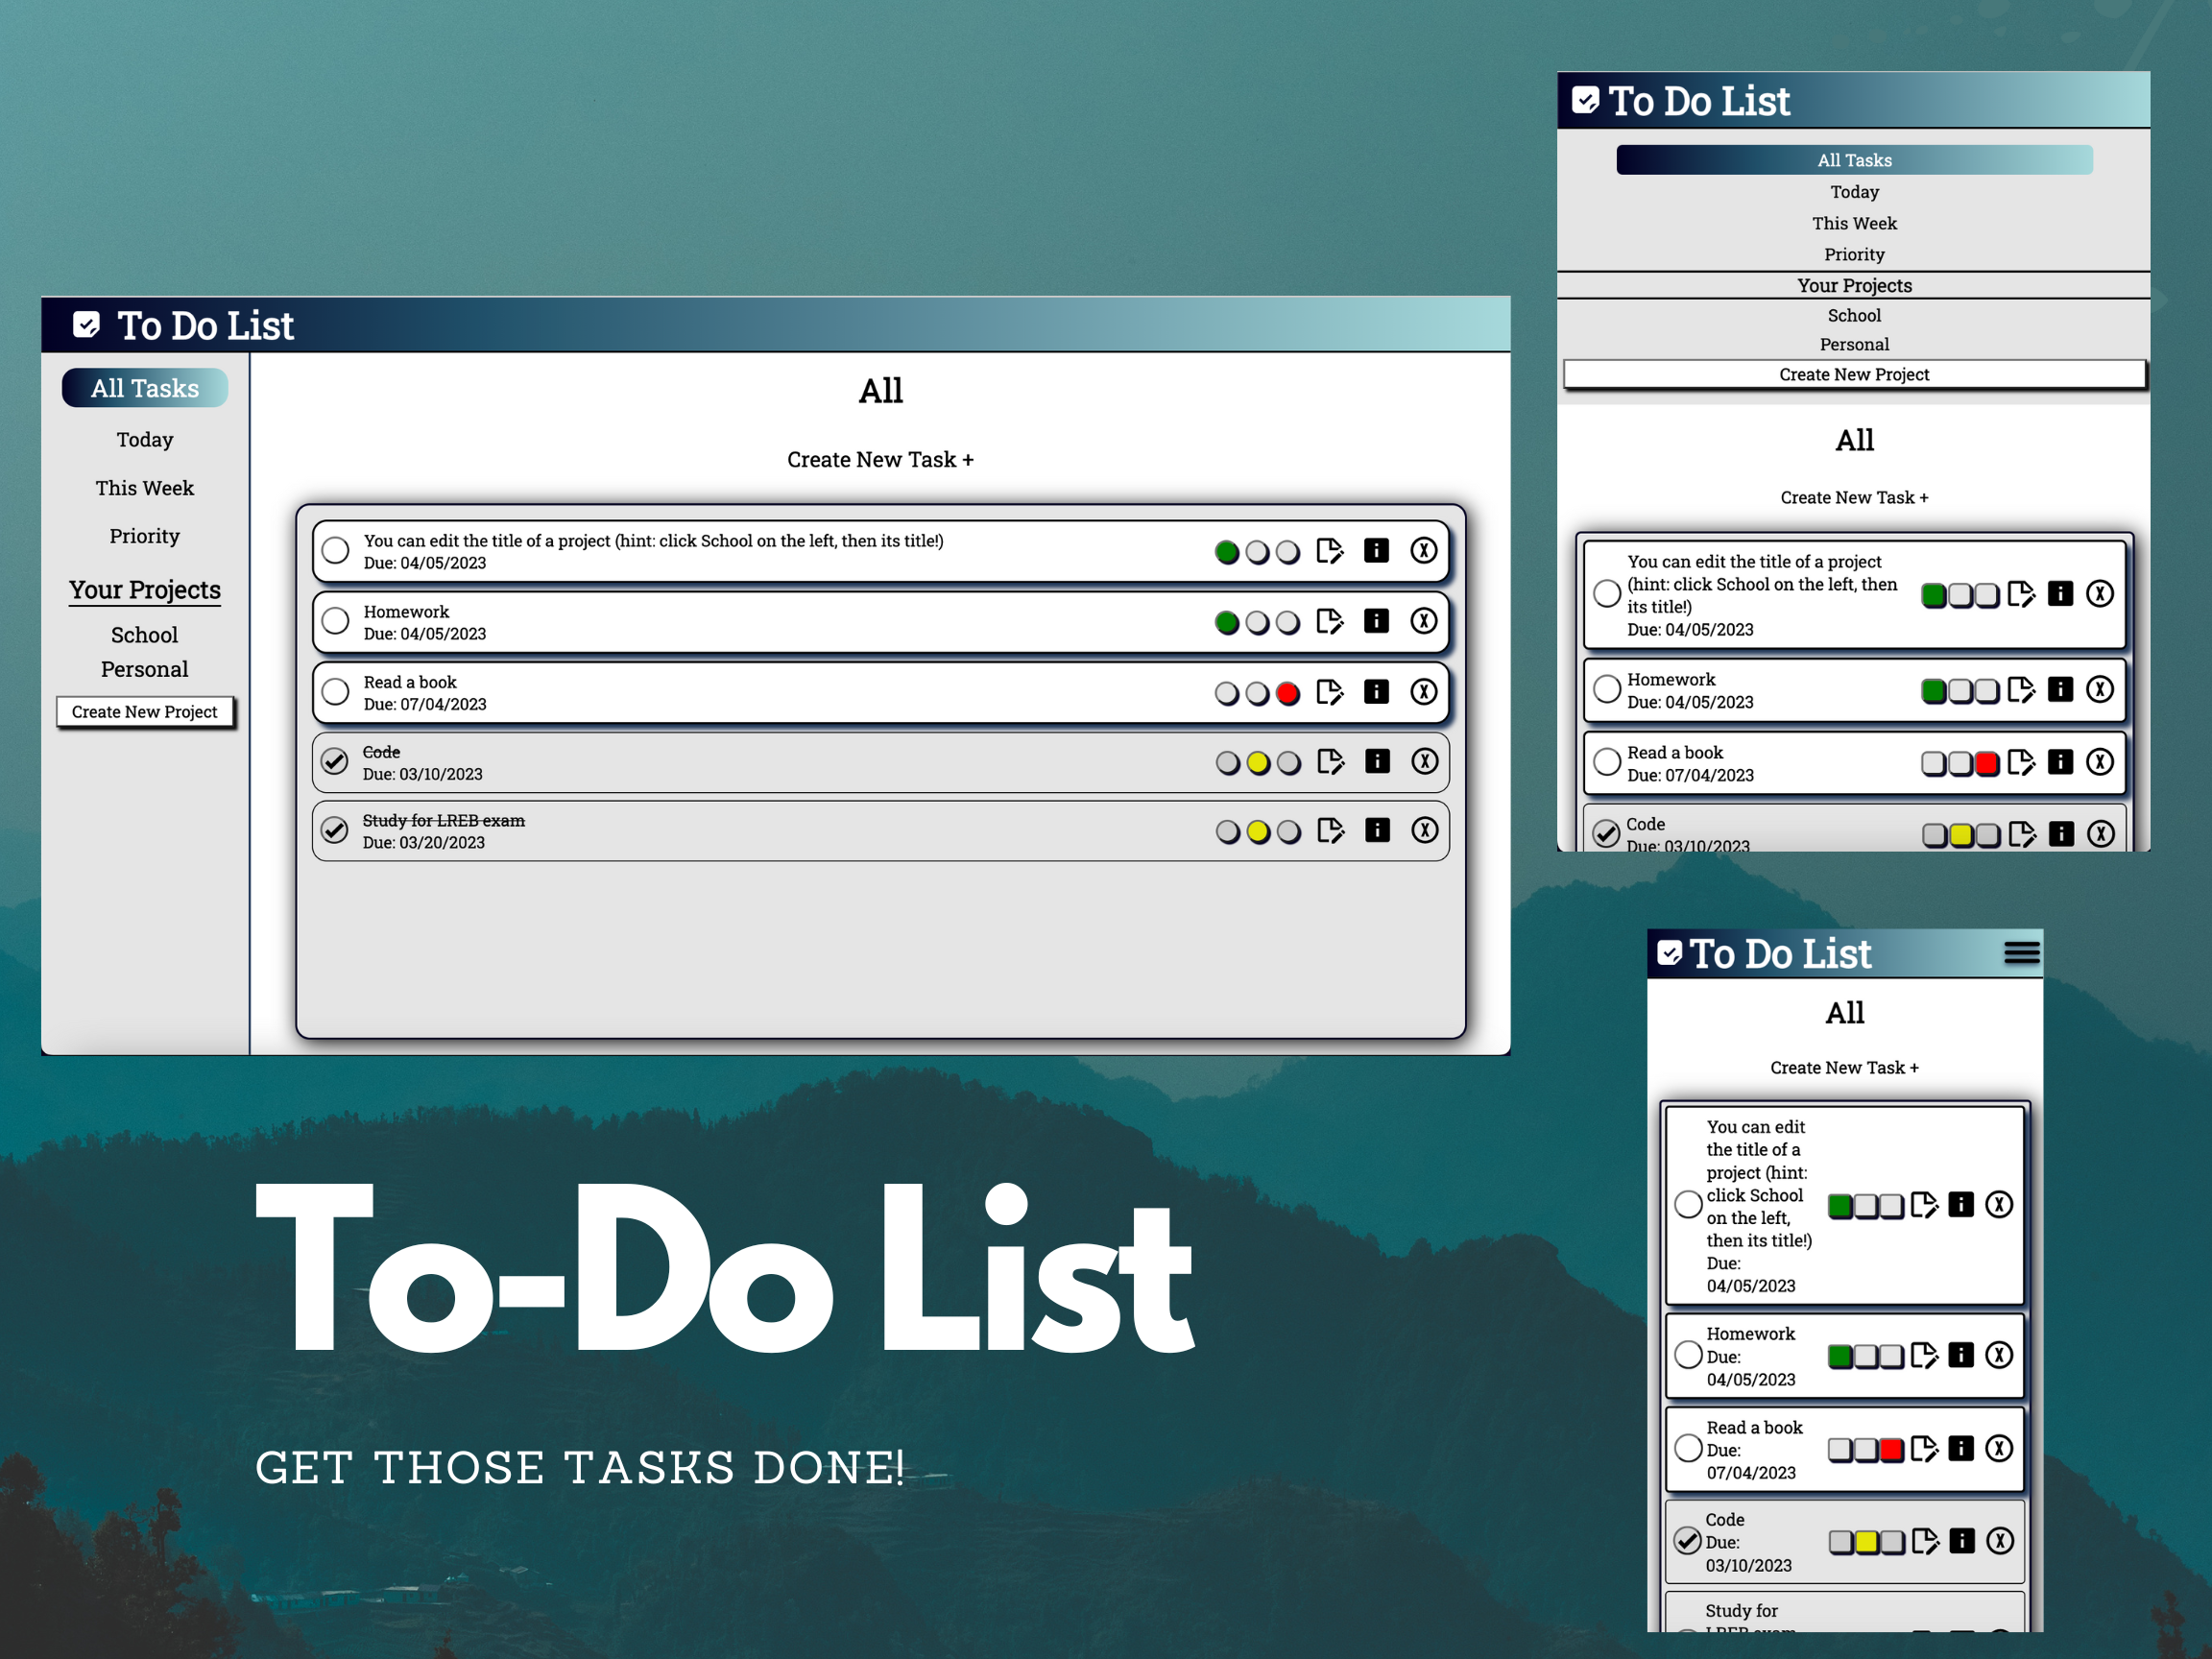 To Do List
All Tasks
Today
This Week
Priority
Your Projects
School
Personal
Create New Project
All
Create New Task +
You can edit the title of a project (hint: click School on the left, then its title!)
Due: 04/05/2023
Homework
Due: 04/05/2023
Read a book
Due: 07/04/2023
Code
Due: 03/10/2023
Study for LREB exam
Due: 03/20/2023
To Do List
All Tasks
Today
This Week
Priority
Your Projects
School
Personal
Create New Project
All
Create New Task +
You can edit the title of a project
(hint: click School on the left, then
its title!)
Due: 04/05/2023
Homework
Due: 04/05/2023
Read a book
Due: 07/04/2023
Code
Due: 03/10/2023
To Do List
All
Create New Task +
You can edit
the title of a
project (hint:
click School
on the left,
then its title!)
Due:
04/05/2023
Homework
Due:
04/05/2023
Read a book
Due:
07/04/2023
Code
Due:
03/10/2023
Study for
LREB exam
To-Do List
GET THOSE TASKS DONE!